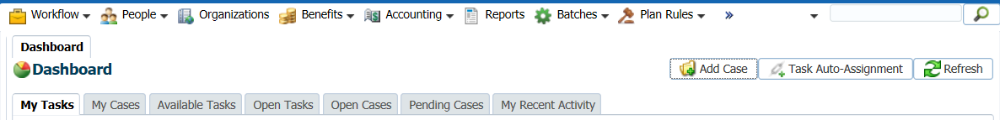 Workflow People Organizations Benefits Accounting Reports Batches Plan Rules »
Dashboard
Dashboard Add Case Task Auto-Assignment Refresh
My Tasks My Cases Available Tasks Open Tasks Open Cases Pending Cases My Recent Activity